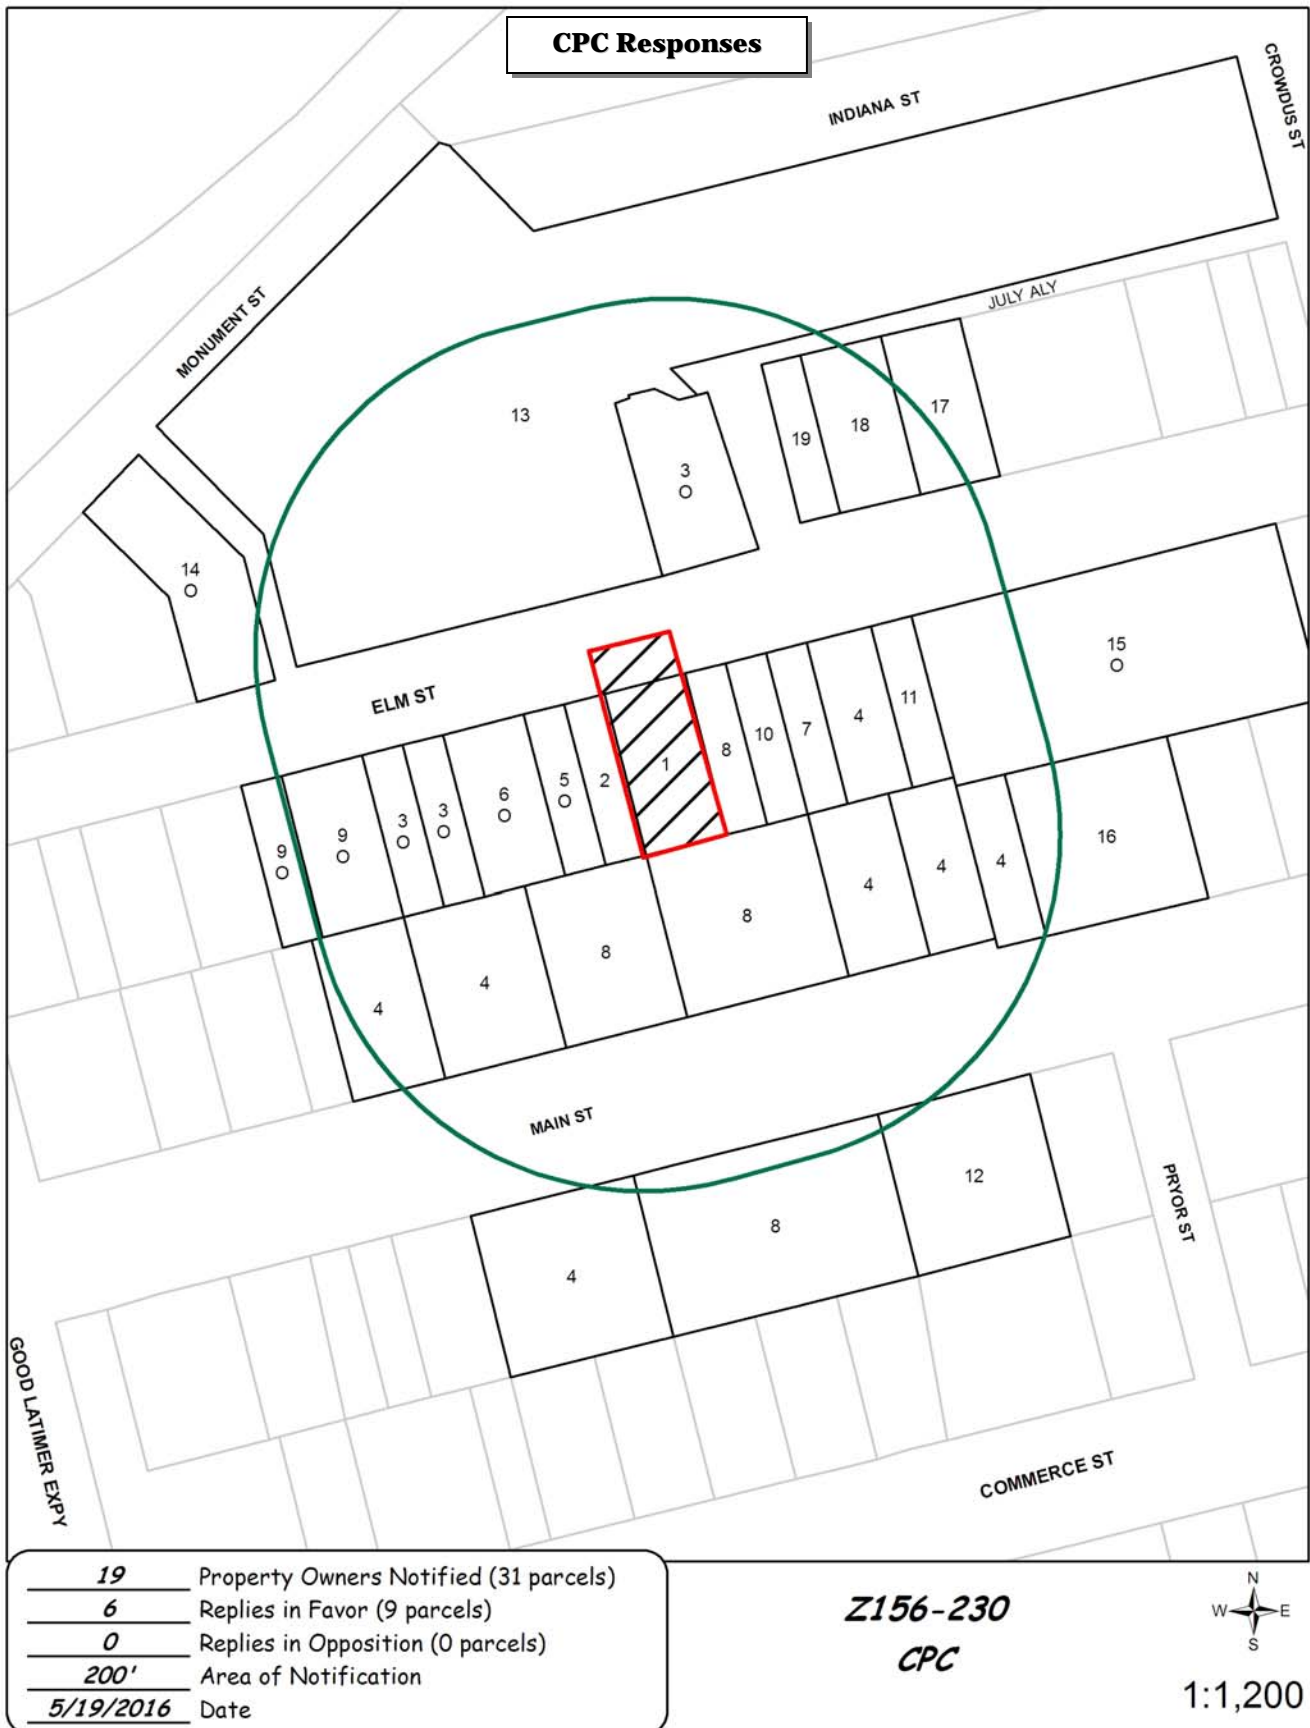 CPC Responses
CROWDUS ST
INDIANA ST
MONUMENT ST
JULY ALY
13
17
18
19
3
14
15
ELM ST
11
4
7
10
8
1
2
5
6
3
3
9
9
16
4
4
4
8
8
4
4
MAIN ST
12
PRYOR ST
8
4
GOOD LATIMER EXPY
COMMERCE ST
19 Property Owners Notified (31 parcels)
6 Replies in Favor (9 parcels)
0 Replies in Opposition (0 parcels)
200' Area of Notification
5/19/2016 Date
Z156-230
CPC
N
W E
S
1:1,200